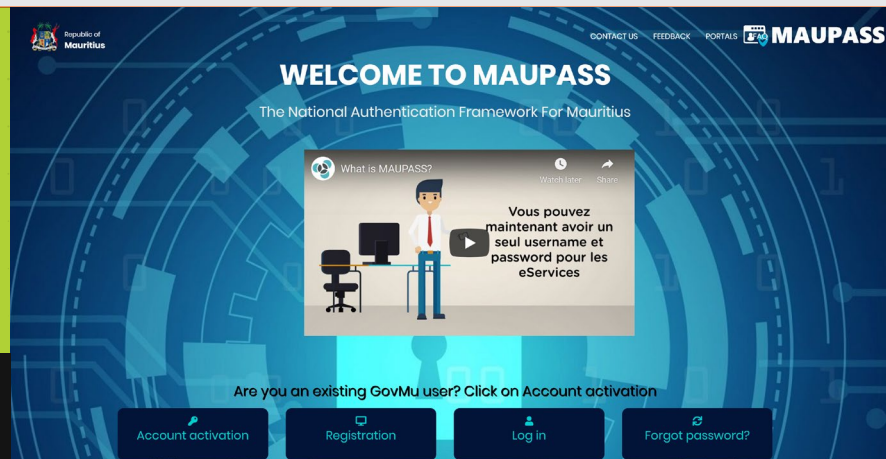 Republic of
Mauritius
CONTACT US FEEDBACK PORTALS FAQ MAUPASS
WELCOME TO MAUPASS
The National Authentication Framework For Mauritius
What is MAUPASS?
Watch later Share
Vous pouvez
maintenant avoir un
seul username et
password pour les
eServices
Are you an existing GovMu user? Click on Account activation
Account activation Registration Log in Forgot password?